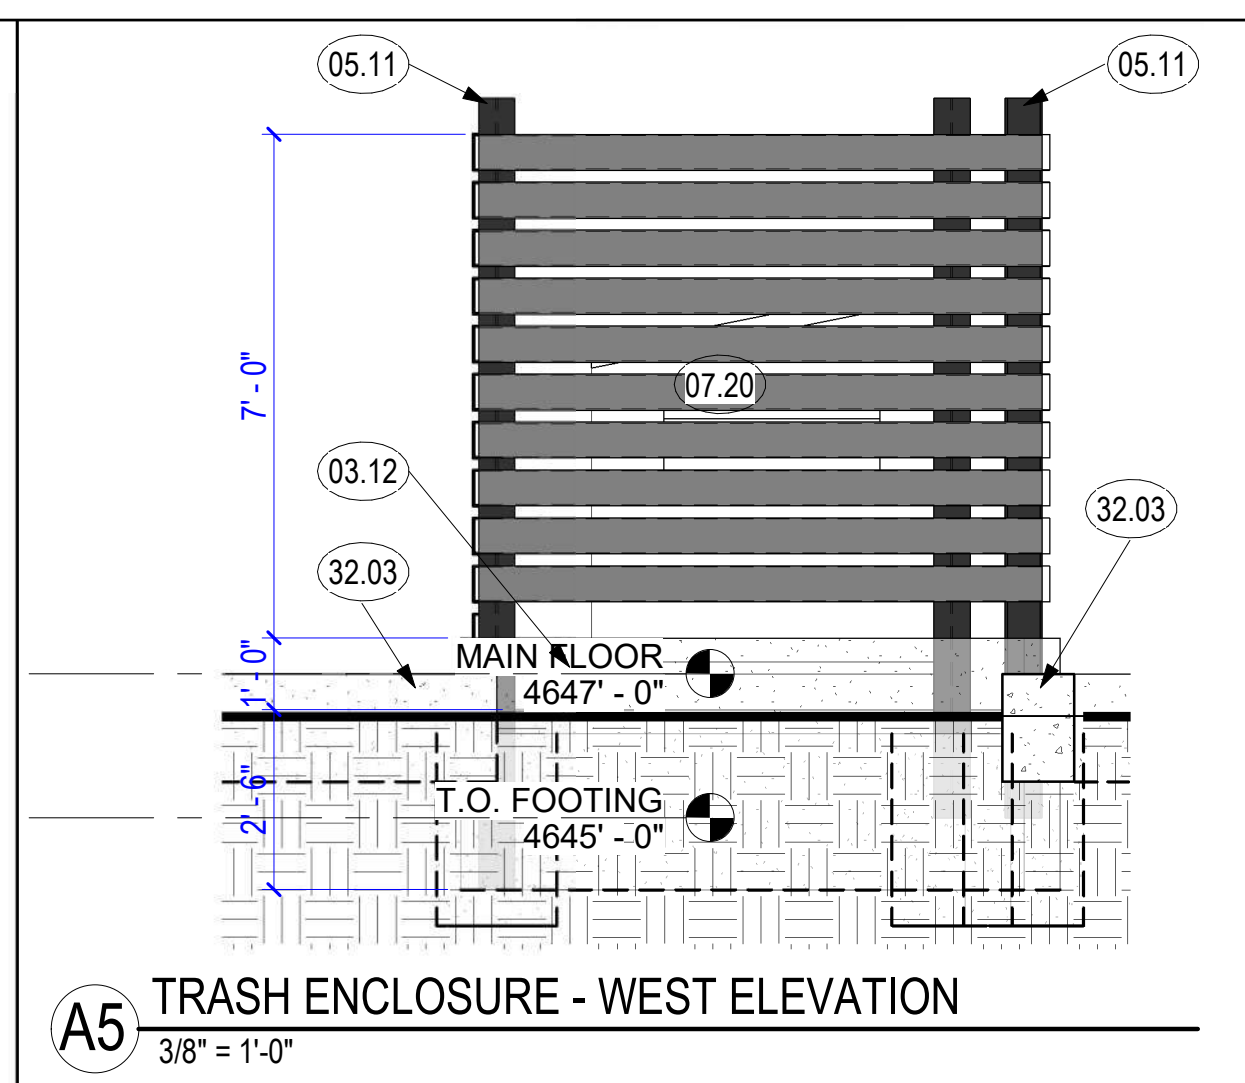 05.11
05.11
7' - 0"
07.20
03.12
32.03
32.03
1' - 0"
MAIN FLOOR
4647' - 0"
2' - 6"
T.O. FOOTING
4645' - 0"
A5
TRASH ENCLOSURE - WEST ELEVATION
3/8" = 1'-0"